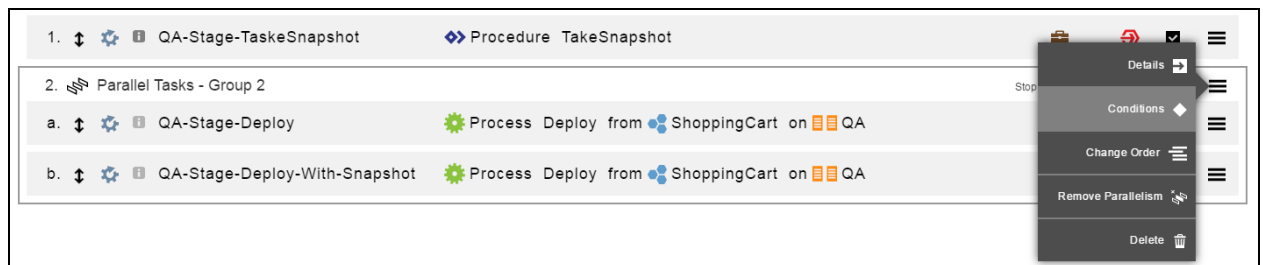 1. QA-Stage-TaskeSnapshot Procedure TakeSnapshot
Details
2. Parallel Tasks - Group 2 Stop
Conditions
a. QA-Stage-Deploy Process Deploy from ShoppingCart on QA
Change Order
b. QA-Stage-Deploy-With-Snapshot Process Deploy from ShoppingCart on QA
Remove Parallelism
Delete